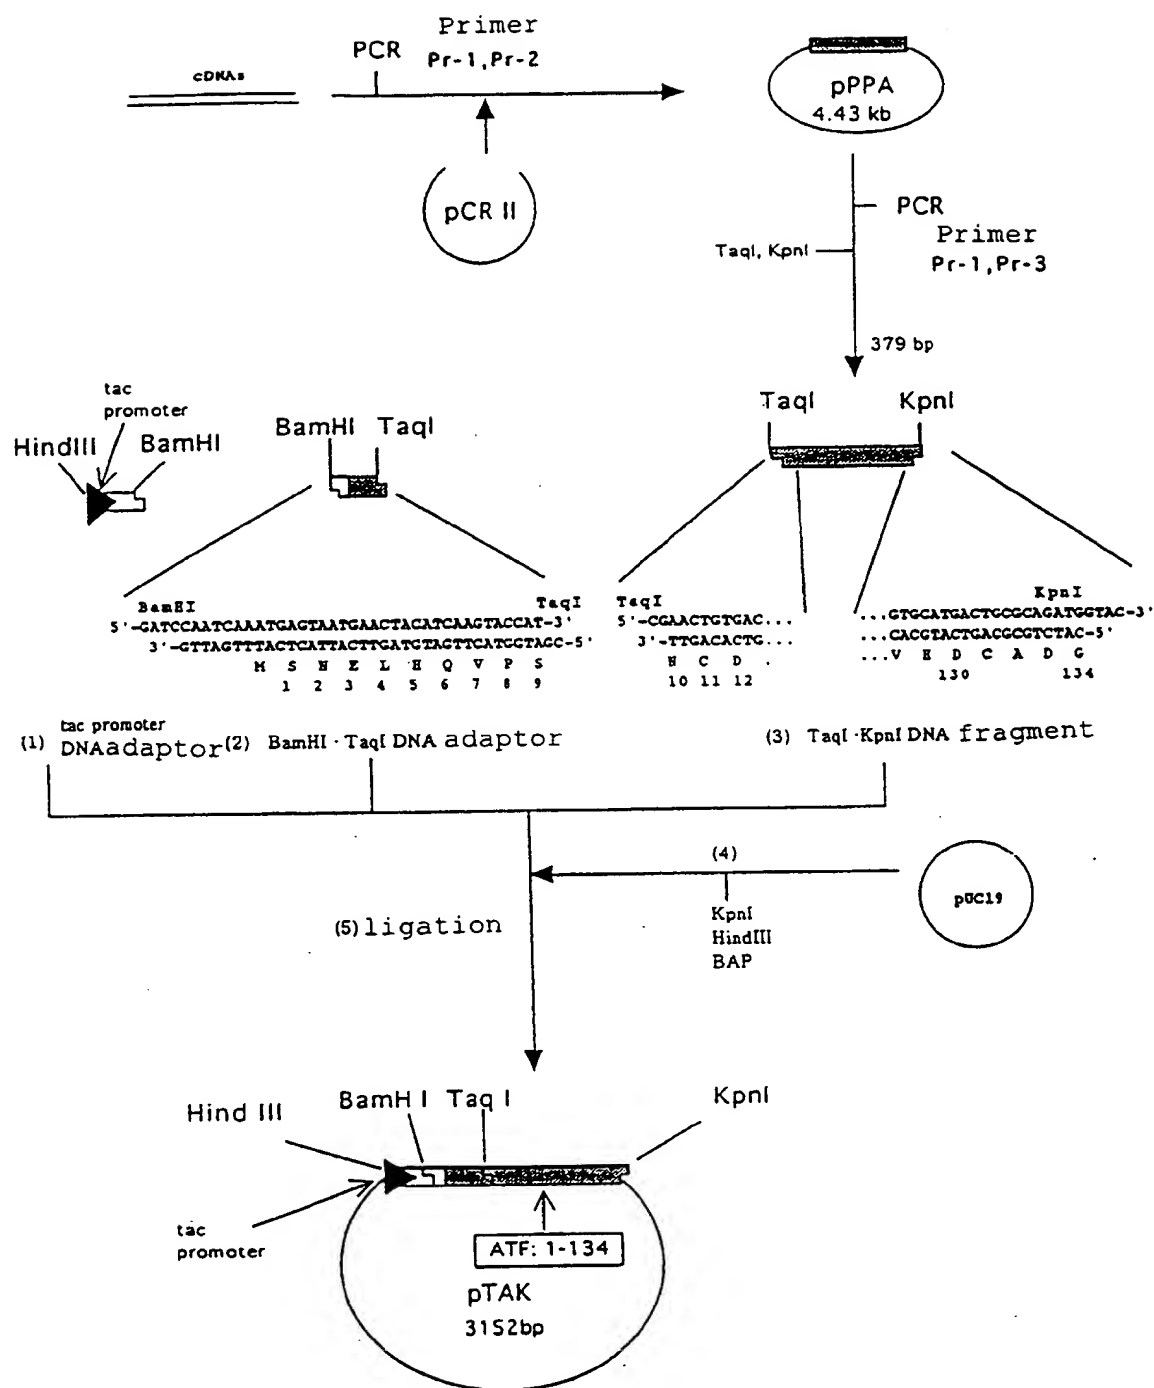 Primer
PCR
Pr-1,Pr-2
cDNAs
pCR II
pPPA
4.43 kb
PCR
Primer
TaqI, KpnI
Pr-1,Pr-3
379 bp
tac
promoter
HindIII
BamHI
BamHI TaqI
TaqI
KpnI
BamHI
TaqI
5'-GATCCAATCAAATGAGTAATGAACTACATCAAGTACCAT-3'
3'-GTTAGTTTACTCATTACTTGATGTAGTTCATGGTAGC-5'
M S N E L H Q V P S
1 2 3 4 5 6 7 8 9
TaqI
5'-CGAACTGTGAC...
3'-TTGACACTG...
N C D .
10 11 12
KpnI
...GTGCATGACTGCGCAGATGGTAC-3'
...CACGTACTGACGCGTCTAC-5'
...V H D C A D G
130 134
(1) tac promoter
DNAadaptor
(2) BamHI · TaqI DNA adaptor
(3) TaqI ·KpnI DNA fragment
(4)
KpnI
HindIII
BAP
pUC19
(5) ligation
Hind III
BamH I
Taq I
KpnI
tac
promoter
ATF: 1-134
pTAK
3152bp